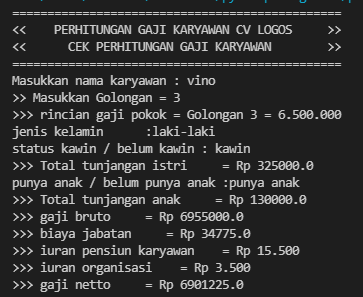 ==========================================
<< PERHITUNGAN GAJI KARYAWAN CV LOGOS >>
<< CEK PERHITUNGAN GAJI KARYAWAN >>
==========================================
Masukkan nama karyawan : vino
>> Masukkan Golongan = 3
>>> rincian gaji pokok = Golongan 3 = 6.500.000
jenis kelamin :laki-laki
status kawin / belum kawin : kawin
>>> Total tunjangan istri = Rp 325000.0
punya anak / belum punya anak :punya anak
>>> Total tunjangan anak = Rp 130000.0
>>> gaji bruto = Rp 6955000.0
>>> biaya jabatan = Rp 34775.0
>>> iuran pensiun karyawan = Rp 15.500
>>> iuran organisasi = Rp 3.500
>>> gaji netto = Rp 6901225.0